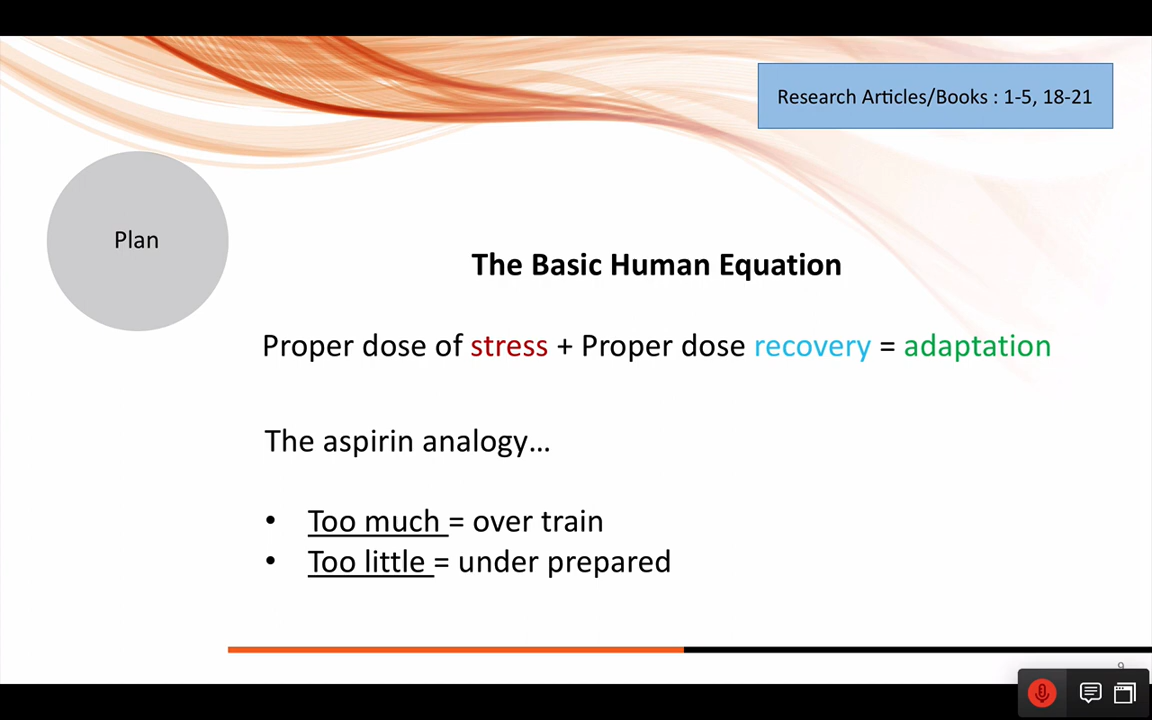 Research Articles/Books : 1-5, 18-21
Plan
The Basic Human Equation
Proper dose of stress + Proper dose recovery = adaptation
The aspirin analogy…
• Too much = over train
• Too little = under prepared
9